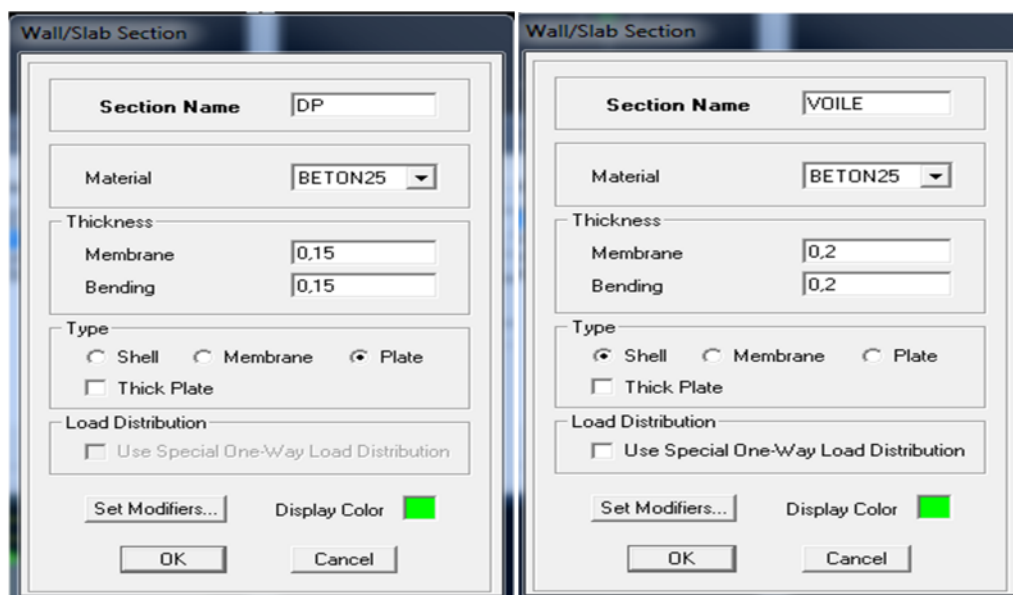 Wall/Slab Section
Section Name DP
Material BETON25
Thickness
Membrane 0,15
Bending 0,15
Type
Shell Membrane Plate
Thick Plate
Load Distribution
Use Special One-Way Load Distribution
Set Modifiers... Display Color
OK Cancel
Wall/Slab Section
Section Name VOILE
Material BETON25
Thickness
Membrane 0,2
Bending 0,2
Type
Shell Membrane Plate
Thick Plate
Load Distribution
Use Special One-Way Load Distribution
Set Modifiers... Display Color
OK Cancel